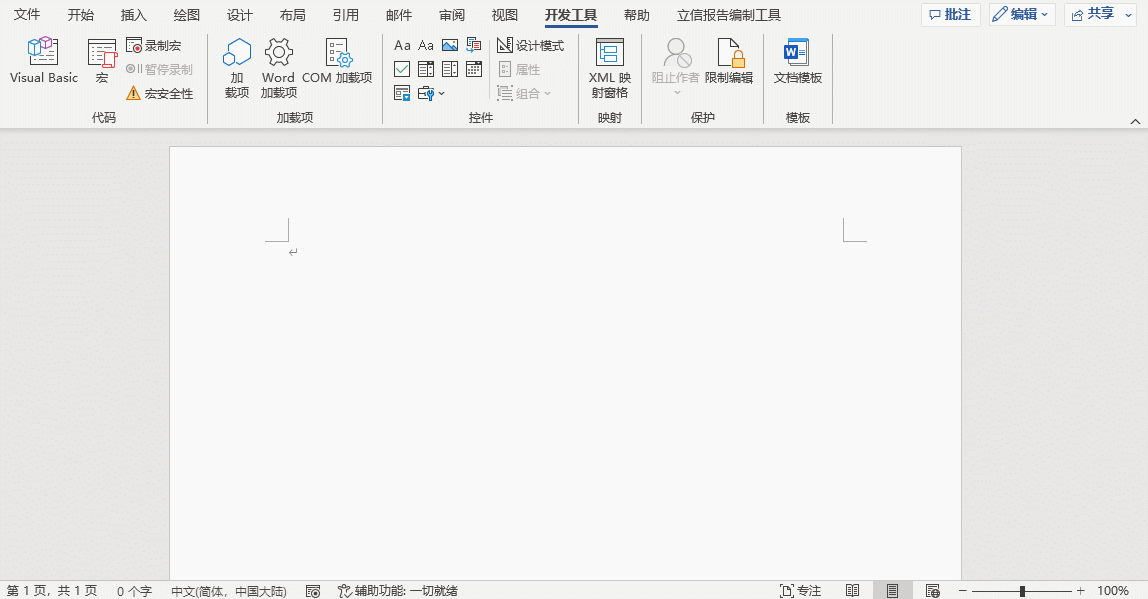 文件 开始 插入 绘图 设计 布局 引用 邮件 审阅 视图 开发工具 帮助 立信报告编制工具 批注 编辑 共享
Visual Basic
宏
录制宏
暂停录制
宏安全性
代码
加
载项
Word
加载项
COM 加载项
加载项
Aa Aa
设计模式
属性
组合
控件
XML 映
射窗格
映射
阻止作者
限制编辑
保护
文档模板
模板
第 1 页，共 1 页 0 个字 中文(简体，中国大陆) 辅助功能: 一切就绪 专注 100%